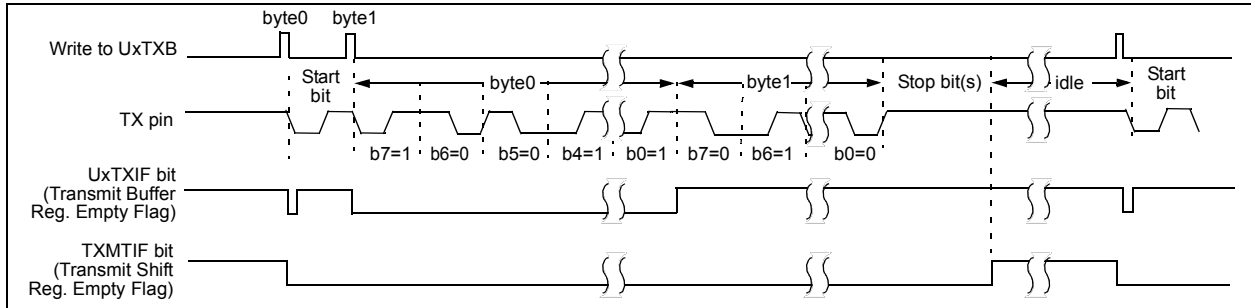 byte0 byte1
Write to UxTXB
Start bit byte0 byte1 Stop bit(s) idle Start bit
TX pin
b7=1 b6=0 b5=0 b4=1 b0=1 b7=0 b6=1 b0=0
UxTXIF bit
(Transmit Buffer
Reg. Empty Flag)
TXMTIF bit
(Transmit Shift
Reg. Empty Flag)